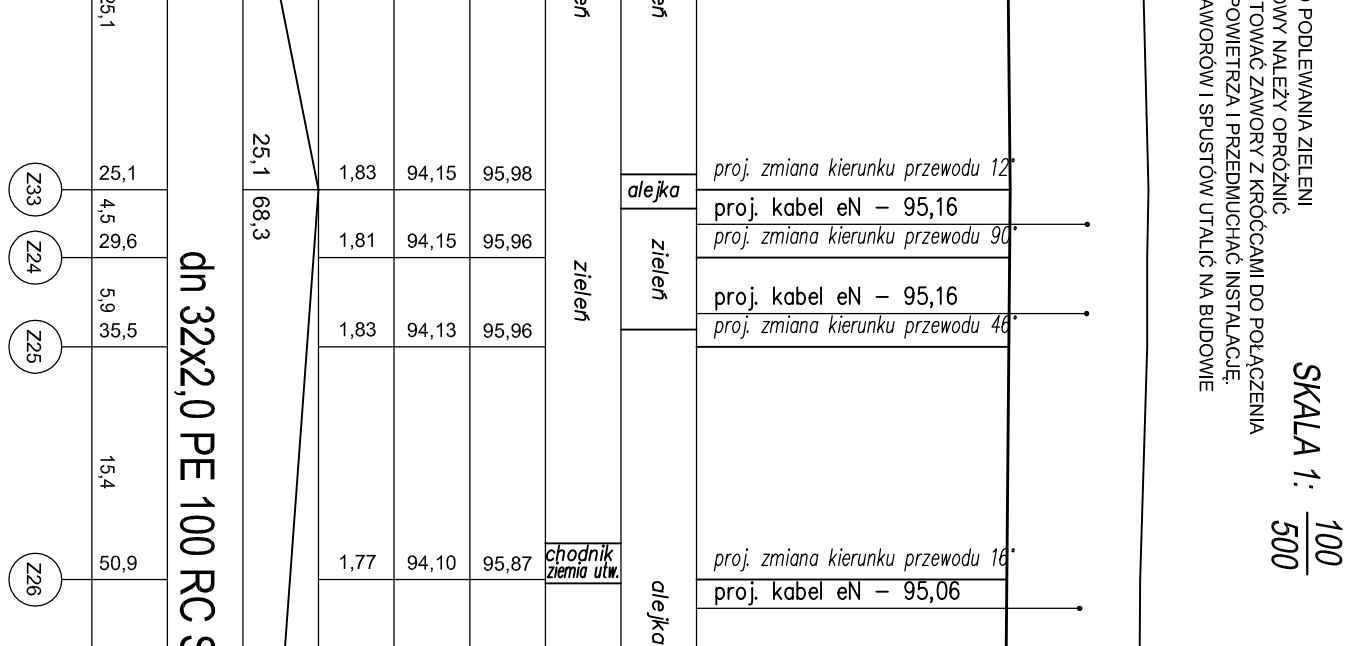 PODLEWANIA ZIELENI
OWY NALEŻY OPRÓŻNIĆ
TOWAĆ ZAWORY Z KRÓĆCAMI DO POŁĄCZENIA
POWIETRZA I PRZEDMUCHAĆ INSTALACJĘ.
AWORÓW I SPUSTÓW UTALIĆ NA BUDOWIE
SKALA 1: 100
500
eń
eń
25,1
proj. zmiana kierunku przewodu 12°
proj. kabel eN – 95,16
proj. zmiana kierunku przewodu 90°
proj. kabel eN – 95,16
proj. zmiana kierunku przewodu 46°
proj. zmiana kierunku przewodu 16°
proj. kabel eN – 95,06
alejka
zieleń
alejka
zieleń
chodnik
ziemia utw.
95,98
95,96
95,96
95,87
94,15
94,15
94,13
94,10
1,83
1,81
1,83
1,77
25,1 68,3
dn 32x2,0 PE 100 RC S
25,1
4,5
29,6
5,9
35,5
15,4
50,9
Z33
Z24
Z25
Z26